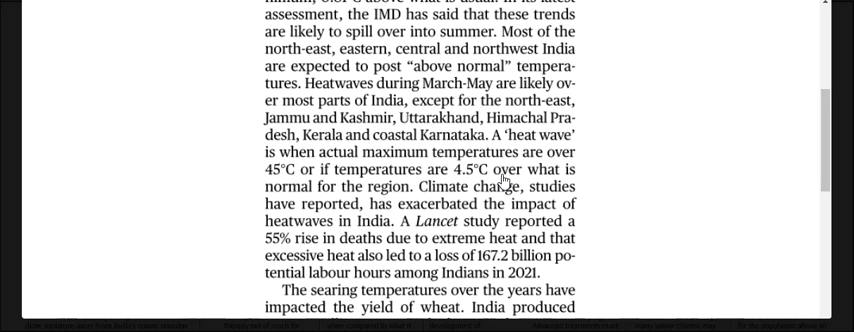 assessment, the IMD has said that these trends
are likely to spill over into summer. Most of the
north-east, eastern, central and northwest India
are expected to post “above normal” tempera-
tures. Heatwaves during March-May are likely ov-
er most parts of India, except for the north-east,
Jammu and Kashmir, Uttarakhand, Himachal Pra-
desh, Kerala and coastal Karnataka. A ‘heat wave’
is when actual maximum temperatures are over
45°C or if temperatures are 4.5°C over what is
normal for the region. Climate change, studies
have reported, has exacerbated the impact of
heatwaves in India. A Lancet study reported a
55% rise in deaths due to extreme heat and that
excessive heat also led to a loss of 167.2 billion po-
tential labour hours among Indians in 2021.
The searing temperatures over the years have
impacted the yield of wheat. India produced